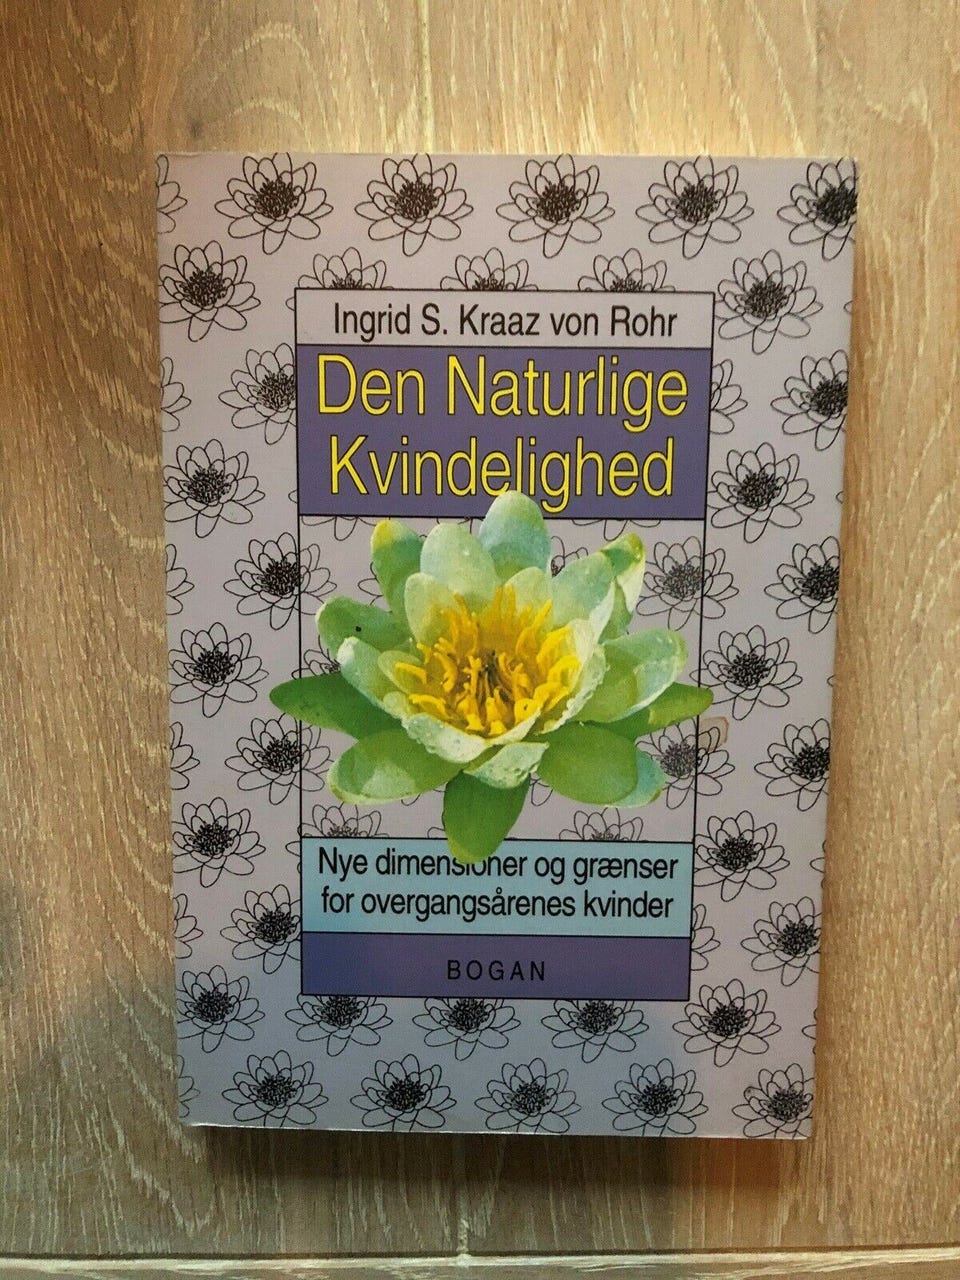 Ingrid S. Kraaz von Rohr
Den Naturlige
Kvindelighed
Nye dimensioner og grænser
for overgangsårenes kvinder
BOGAN